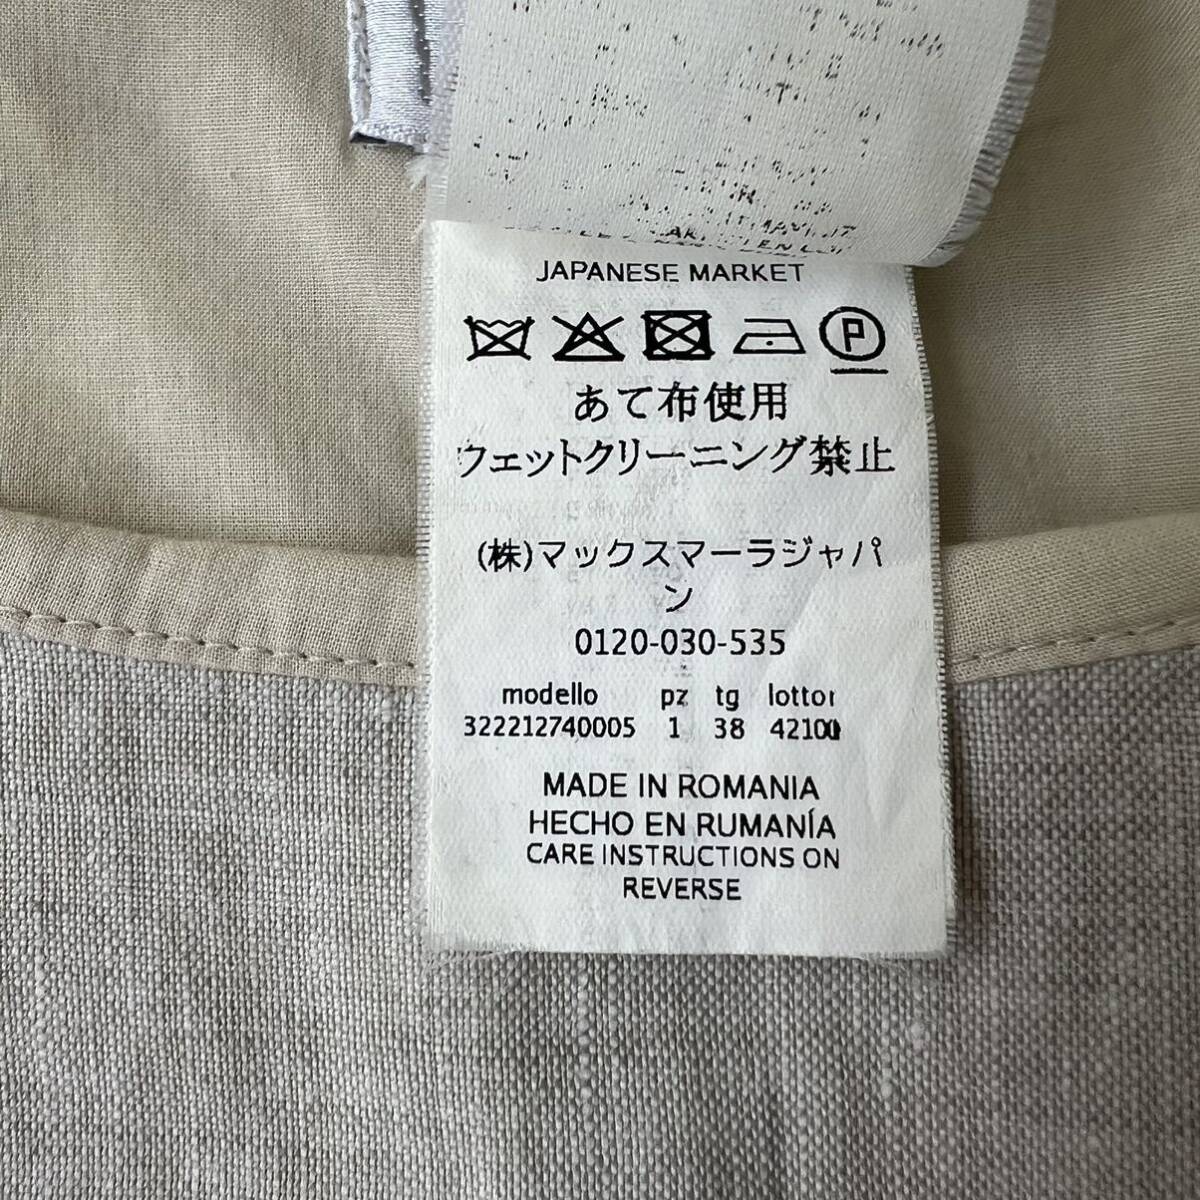 JAPANESE MARKET
P
あて布使用
ウェットクリーニング禁止
(株)マックスマーラジャパ
ン
0120-030-535
modello pz tg lottor
322212740005 1 38 42100
MADE IN ROMANIA
HECHO EN RUMANÍA
CARE INSTRUCTIONS ON
REVERSE